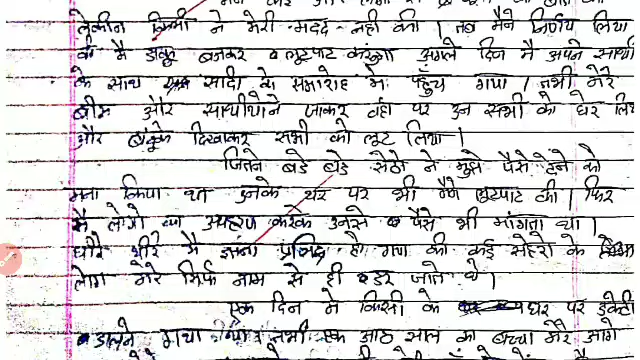 लेकीन किसी ने मेरी मदद नही की । तब मैने निर्णय लिया
की मै डाकू बनकर लूटपाट करुंगा अगले दिन मै अपने साथी
के साथ सादी के समारोह मे पहुँच गया । तभी मेरे
बीस और साथीयोने जाकर वहा पर उन सभी को घेर लि
और बंदुके दिखाकर सभी को लूट लिया ।
जितने बडे बडे सेठो ने मुझे पैसे देने को
मना किया था उनके घर पर भी मैने लूटपाट की । फिर
मै लोगो का अपहरण करके उनसे पैसे भी मांगता था ।
धीरे धीरे मै इतना प्रसिद्ध हो गया की कई सेहरो के
लोग मेरे सिर्फ नाम से ही डर जाते थे ।
एक दिन मे किसी के घर पर डकेती
डालने गया था तभी एक आठ साल का बच्चा मेरे आगे